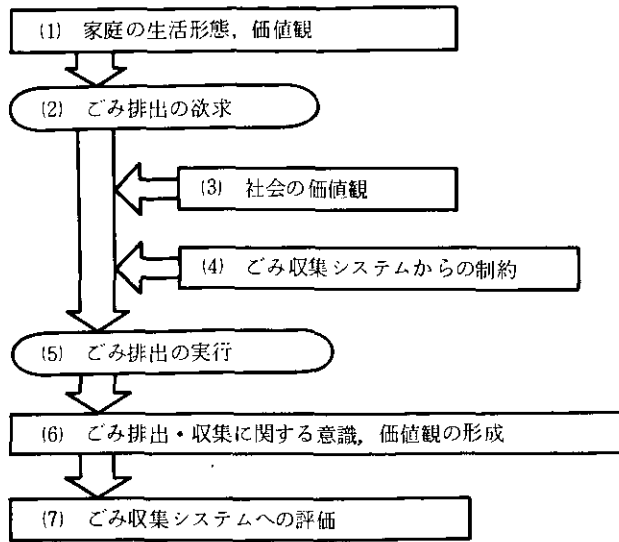 (1) 家庭の生活形態，価値観
(2) ごみ排出の欲求
(3) 社会の価値観
(4) ごみ収集システムからの制約
(5) ごみ排出の実行
(6) ごみ排出・収集に関する意識，価値観の形成
(7) ごみ収集システムへの評価